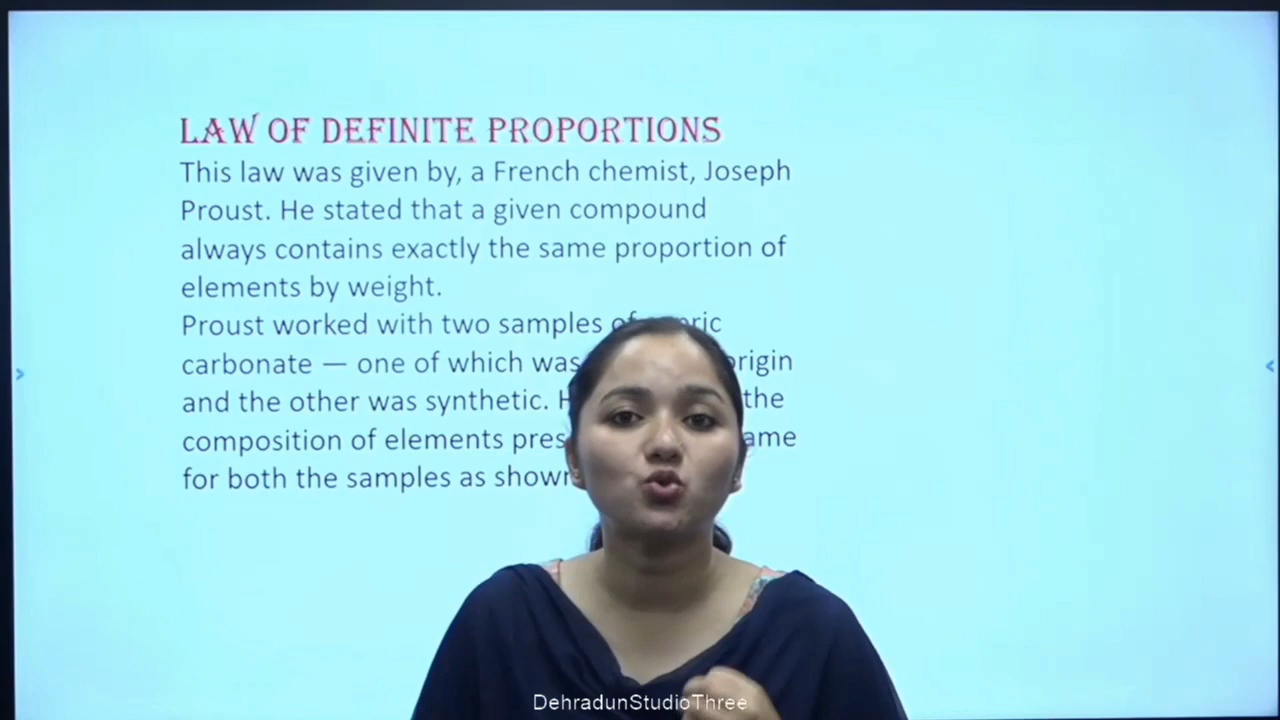 LAW OF DEFINITE PROPORTIONS
This law was given by, a French chemist, Joseph
Proust. He stated that a given compound
always contains exactly the same proportion of
elements by weight.
Proust worked with two samples of
carbonate — one of which was origin
and the other was synthetic. the
composition of elements
for both the samples as shown
DehradunStudioThree